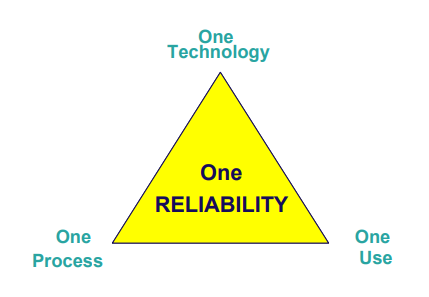 One
Technology
One
RELIABILITY
One
Process
One
Use